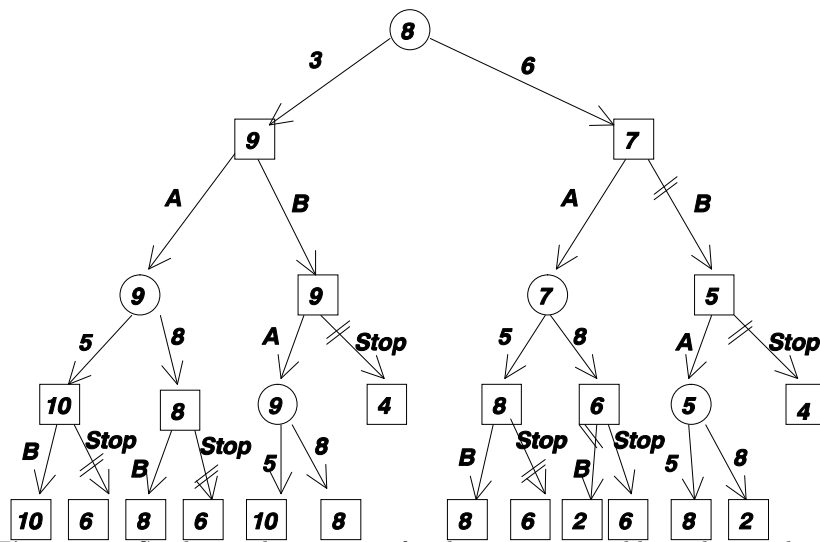 8
3 6
9 7
A B A B
9 9 7 5
5 8 A Stop 5 8 A Stop
10 8 9 4 8 6 5 4
B Stop B Stop 5 8 B Stop B Stop 5 8
10 6 8 6 10 8 8 6 2 6 8 2